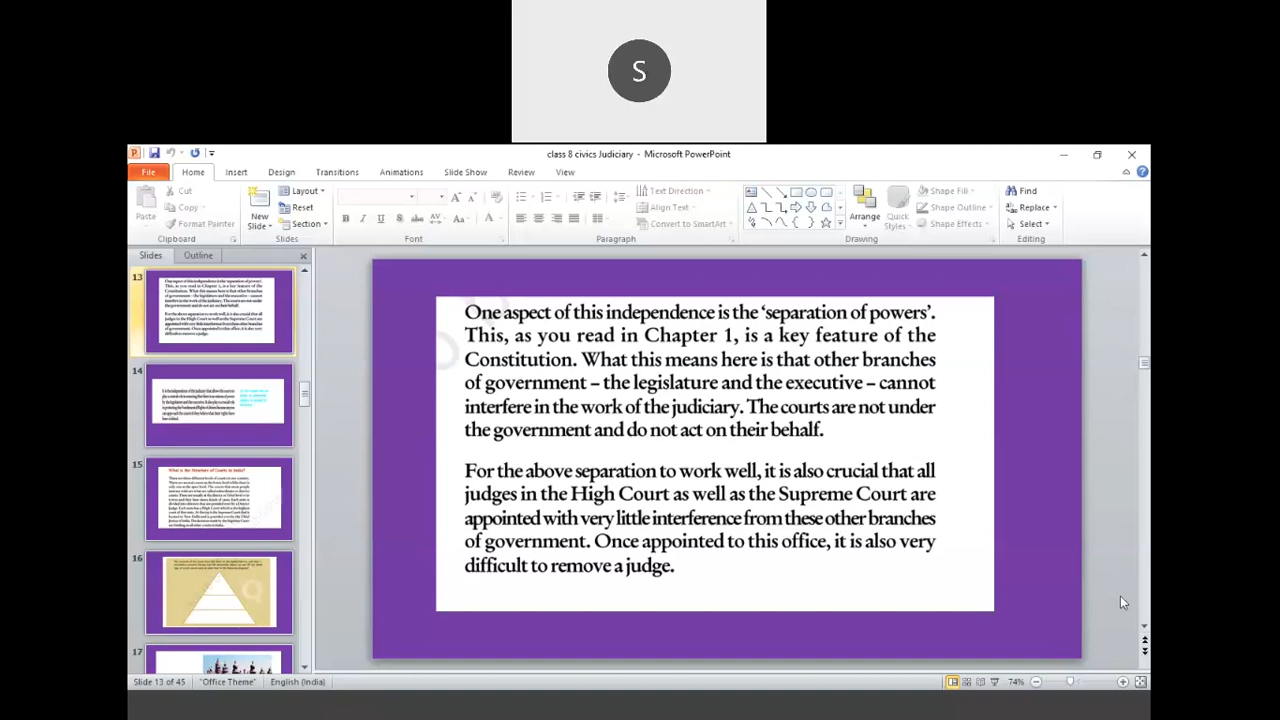 S
class 8 civics Judiciary - Microsoft PowerPoint
File Home Insert Design Transitions Animations Slide Show Review View
Cut
Copy
Format Painter
Paste
Clipboard
New
Slide
Layout
Reset
Section
Slides
Font
Text Direction
Align Text
Convert to SmartArt
Paragraph
Arrange
Quick
Styles
Shape Fill
Shape Outline
Shape Effects
Drawing
Find
Replace
Select
Editing
Slides Outline
13
14
15
What is the Structure of Courts in India?
16
17
One aspect of this independence is the ‘separation of powers’.
This, as you read in Chapter 1, is a key feature of the
Constitution. What this means here is that other branches
of government – the legislature and the executive – cannot
interfere in the work of the judiciary. The courts are not under
the government and do not act on their behalf.
For the above separation to work well, it is also crucial that all
judges in the High Court as well as the Supreme Court are
appointed with very little interference from these other branches
of government. Once appointed to this office, it is also very
difficult to remove a judge.
Slide 13 of 45 "Office Theme" English (India) 74%